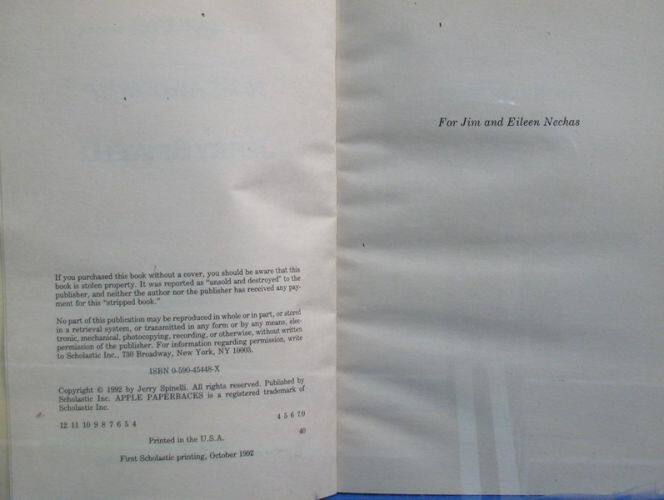 If you purchased this book without a cover, you should be aware that this
book is stolen property. It was reported as "unsold and destroyed" to the
publisher, and neither the author nor the publisher has received any pay-
ment for this "stripped book."
No part of this publication may be reproduced in whole or in part, or stored
in a retrieval system, or transmitted in any form or by any means, elec-
tronic, mechanical, photocopying, recording, or otherwise, without written
permission of the publisher. For information regarding permission, write
to Scholastic Inc., 730 Broadway, New York, NY 10003.
ISBN 0-590-45448-X
Copyright © 1992 by Jerry Spinelli. All rights reserved. Published by
Scholastic Inc. APPLE PAPERBACKS is a registered trademark of
Scholastic Inc.
12 11 10 9 8 7 6 5 4
Printed in the U.S.A.
40
First Scholastic printing, October 1992
For Jim and Eileen Nechas